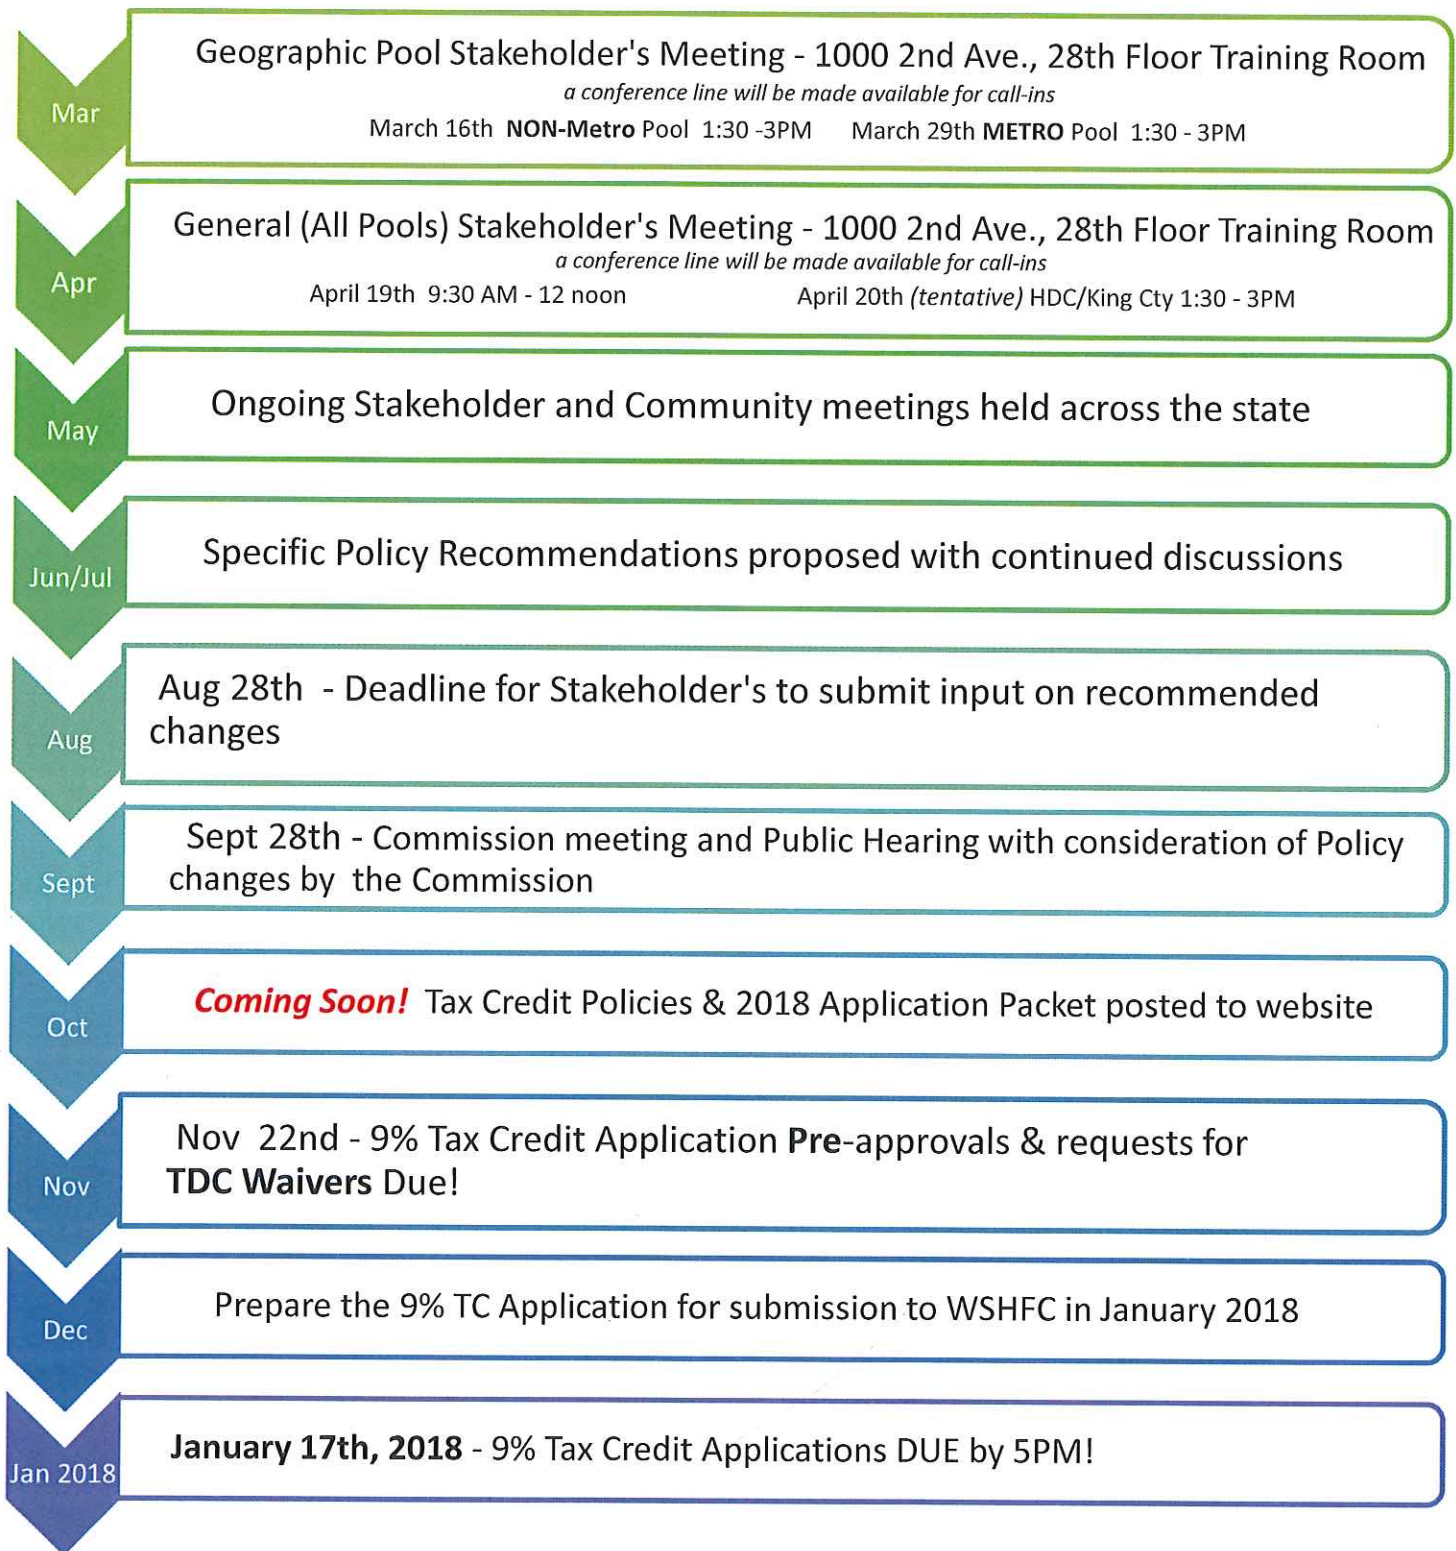 Mar
Geographic Pool Stakeholder's Meeting - 1000 2nd Ave., 28th Floor Training Room
a conference line will be made available for call-ins
March 16th NON-Metro Pool 1:30 -3PM March 29th METRO Pool 1:30 - 3PM
Apr
General (All Pools) Stakeholder's Meeting - 1000 2nd Ave., 28th Floor Training Room
a conference line will be made available for call-ins
April 19th 9:30 AM - 12 noon April 20th (tentative) HDC/King Cty 1:30 - 3PM
May
Ongoing Stakeholder and Community meetings held across the state
Jun/Jul
Specific Policy Recommendations proposed with continued discussions
Aug
Aug 28th - Deadline for Stakeholder's to submit input on recommended
changes
Sept
Sept 28th - Commission meeting and Public Hearing with consideration of Policy
changes by the Commission
Oct
Coming Soon! Tax Credit Policies & 2018 Application Packet posted to website
Nov
Nov 22nd - 9% Tax Credit Application Pre-approvals & requests for
TDC Waivers Due!
Dec
Prepare the 9% TC Application for submission to WSHFC in January 2018
Jan 2018
January 17th, 2018 - 9% Tax Credit Applications DUE by 5PM!